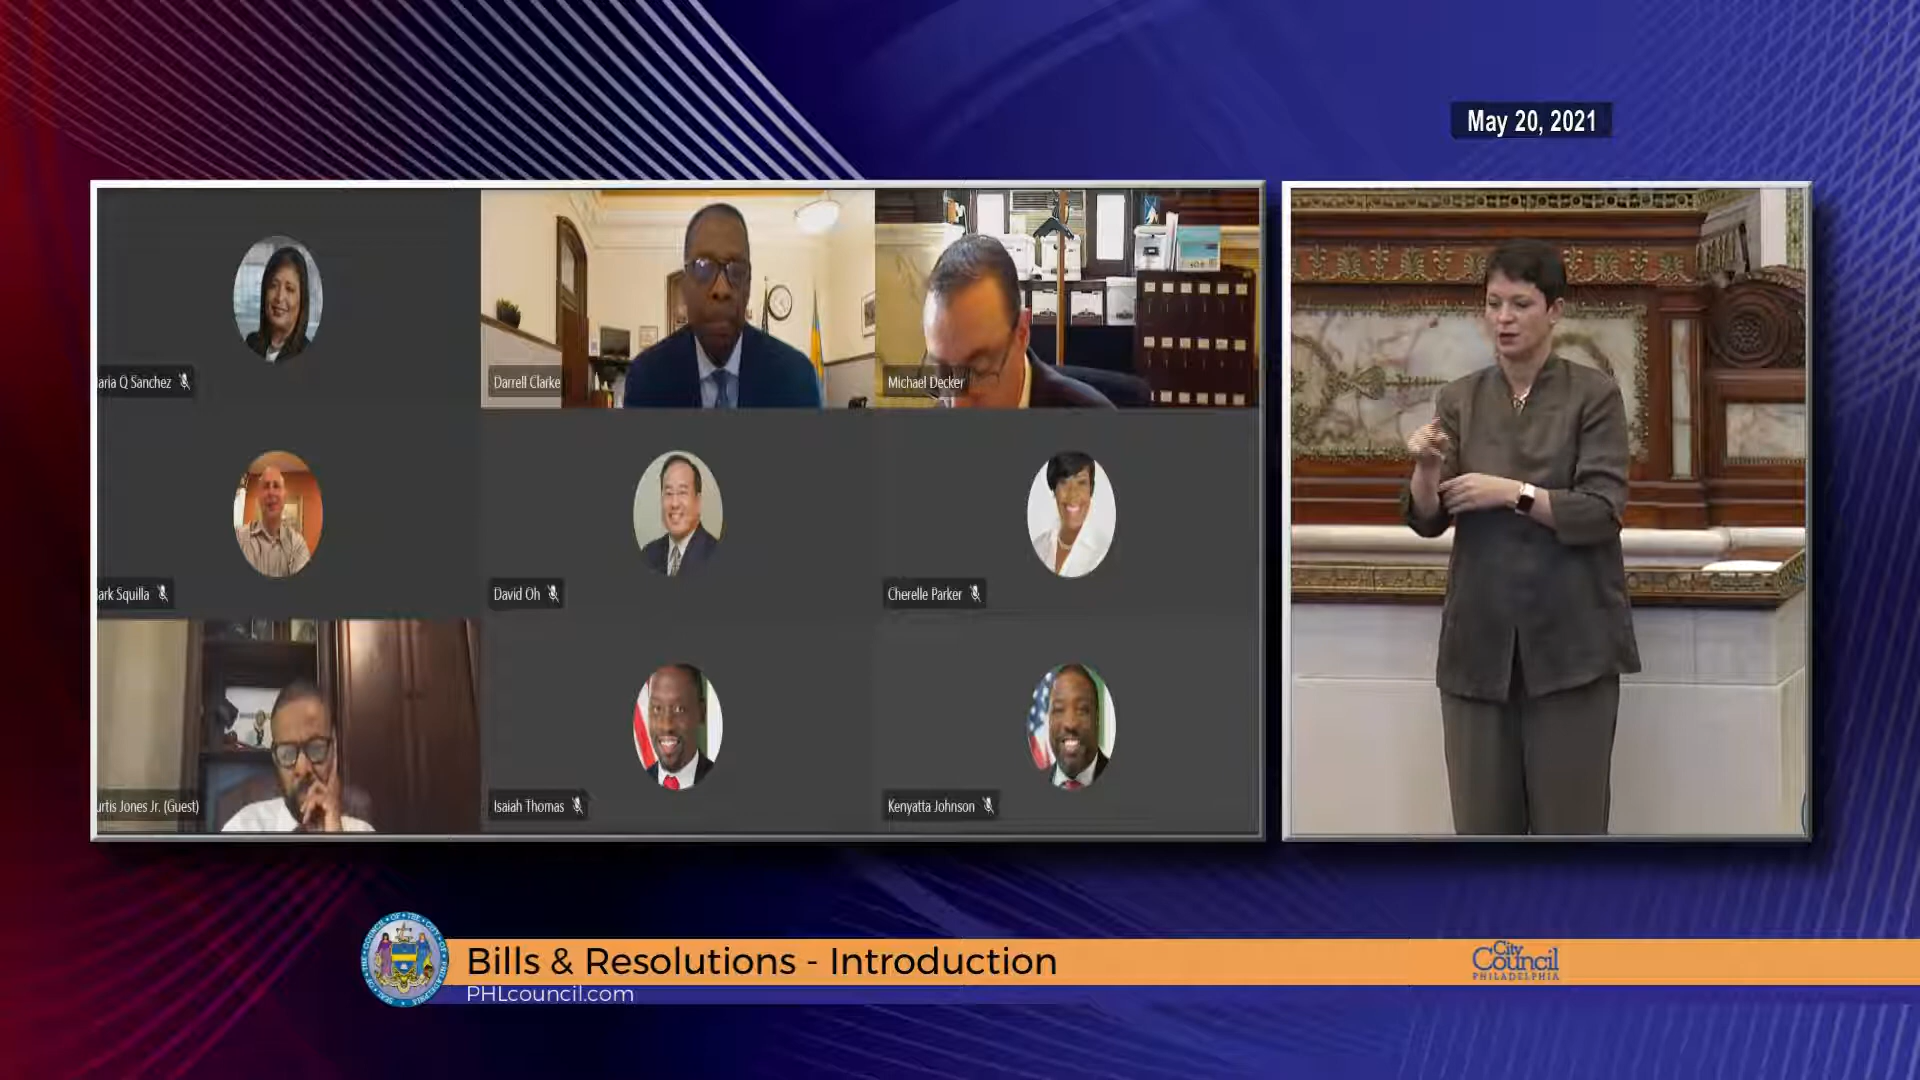 May 20, 2021
aria Q Sanchez
Darrell Clarke
Michael Decker
ark Squilla
David Oh
Cherelle Parker
urtis Jones Jr. (Guest)
Isaiah Thomas
Kenyatta Johnson
Bills & Resolutions - Introduction
City
Council
PHILADELPHIA
PHLcouncil.com